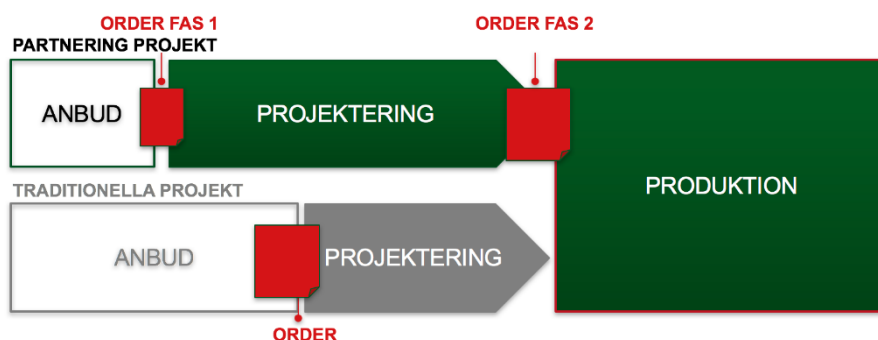 ORDER FAS 1
ORDER FAS 2
PARTNERING PROJEKT
ANBUD
PROJEKTERING
PRODUKTION
TRADITIONELLA PROJEKT
ANBUD
PROJEKTERING
ORDER